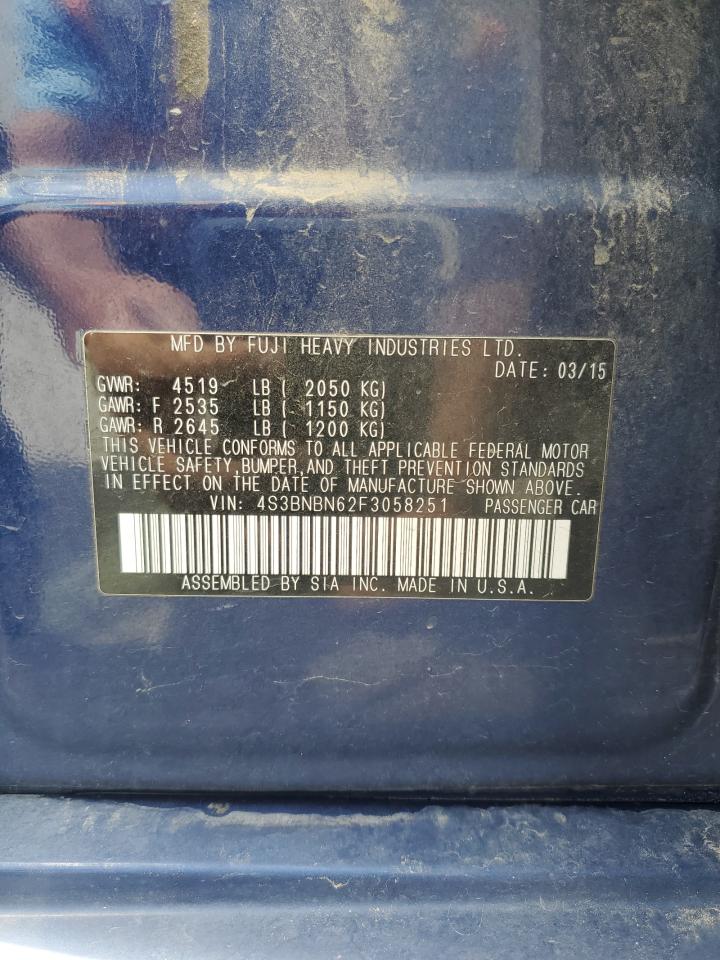 MFD BY FUJI HEAVY INDUSTRIES LTD.
DATE: 03/15
GVWR: 4519 LB ( 2050 KG)
GAWR: F 2535 LB ( 1150 KG)
GAWR: R 2645 LB ( 1200 KG)
THIS VEHICLE CONFORMS TO ALL APPLICABLE FEDERAL MOTOR
VEHICLE SAFETY,BUMPER,AND THEFT PREVENTION STANDARDS
IN EFFECT ON THE DATE OF MANUFACTURE SHOWN ABOVE.
VIN: 4S3BNBN62F3058251 PASSENGER CAR
ASSEMBLED BY SIA INC. MADE IN U.S.A.